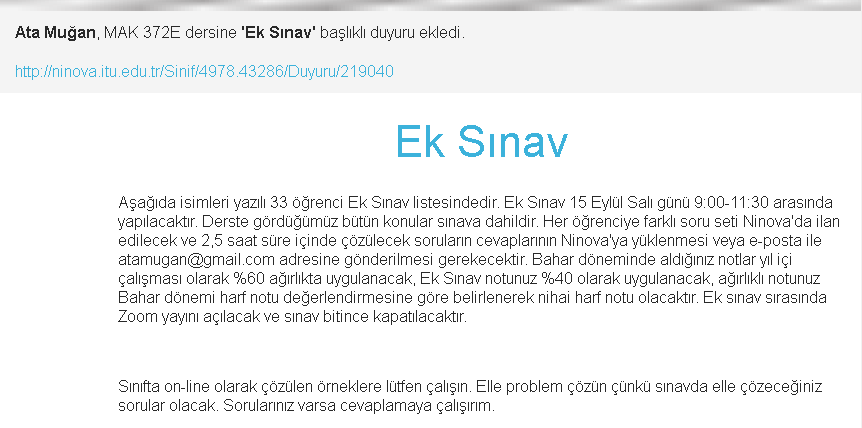 Ata Muğan, MAK 372E dersine 'Ek Sınav' başlıklı duyuru ekledi.
http://ninova.itu.edu.tr/Sinif/4978.43286/Duyuru/219040
Ek Sınav
Aşağıda isimleri yazılı 33 öğrenci Ek Sınav listesindedir. Ek Sınav 15 Eylül Salı günü 9:00-11:30 arasında
yapılacaktır. Derste gördüğümüz bütün konular sınava dahildir. Her öğrenciye farklı soru seti Ninova'da ilan
edilecek ve 2,5 saat süre içinde çözülecek soruların cevaplarının Ninova'ya yüklenmesi veya e-posta ile
atamugan@gmail.com adresine gönderilmesi gerekecektir. Bahar döneminde aldığınız notlar yıl içi
çalışması olarak %60 ağırlıkta uygulanacak, Ek Sınav notunuz %40 olarak uygulanacak, ağırlıklı notunuz
Bahar dönemi harf notu değerlendirmesine göre belirlenerek nihai harf notu olacaktır. Ek sınav sırasında
Zoom yayını açılacak ve sınav bitince kapatılacaktır.
Sınıfta on-line olarak çözülen örneklere lütfen çalışın. Elle problem çözün çünkü sınavda elle çözeceğiniz
sorular olacak. Sorularınız varsa cevaplamaya çalışırım.